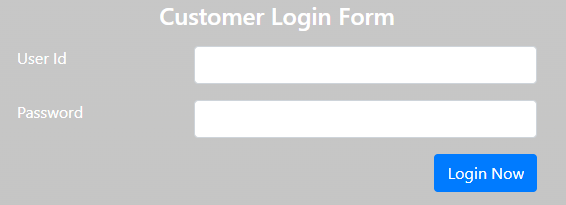 Customer Login Form
User Id
Password
Login Now